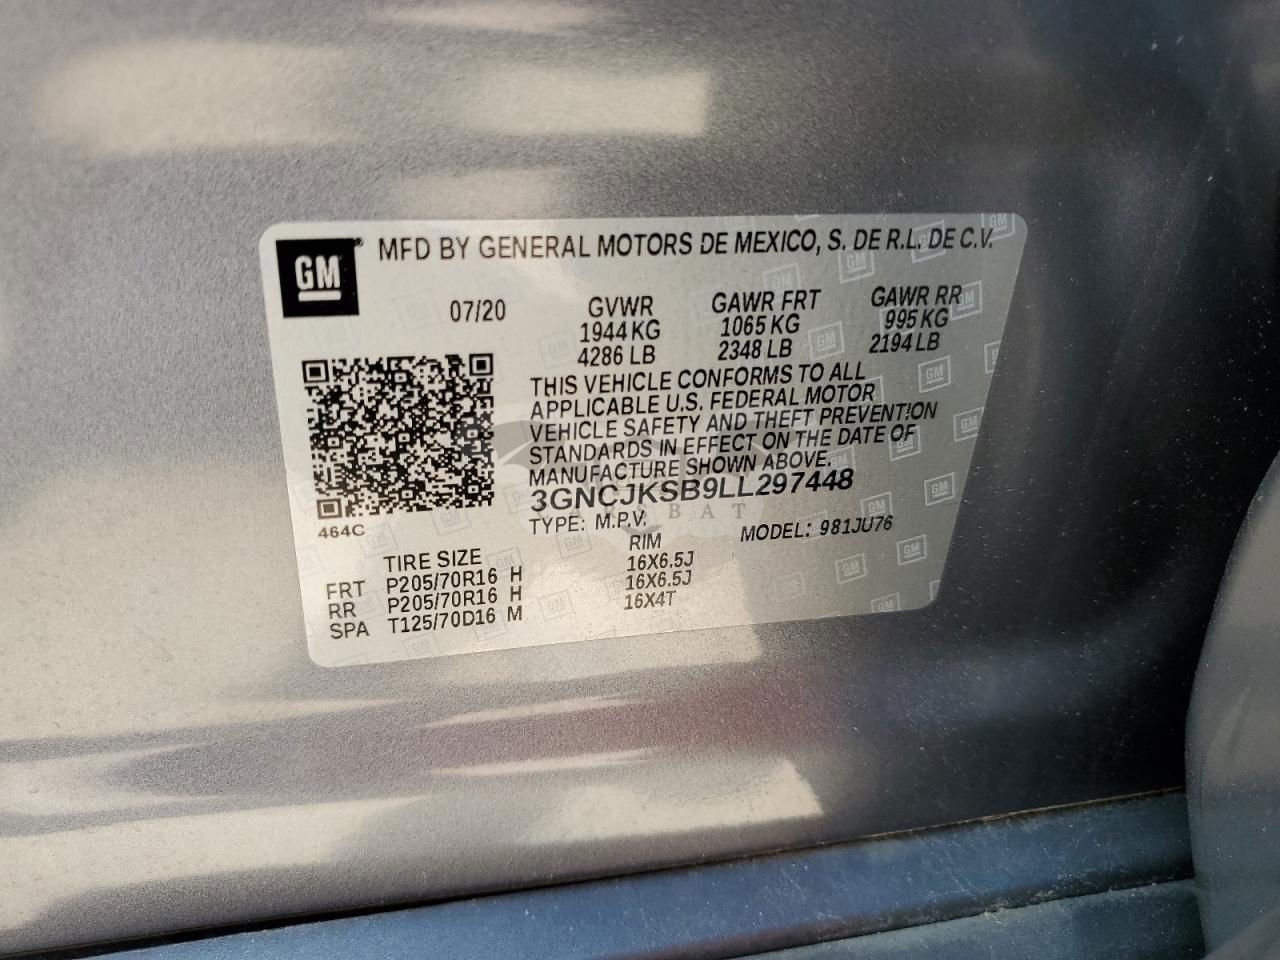 GM® MFD BY GENERAL MOTORS DE MEXICO, S. DE R.L. DE C.V.
07/20 GVWR GAWR FRT GAWR RR
1944 KG 1065 KG 995 KG
4286 LB 2348 LB 2194 LB
THIS VEHICLE CONFORMS TO ALL
APPLICABLE U.S. FEDERAL MOTOR
VEHICLE SAFETY AND THEFT PREVENTION
STANDARDS IN EFFECT ON THE DATE OF
MANUFACTURE SHOWN ABOVE.
3GNCJKSB9LL297448
464C TYPE: M.P.V. MODEL: 981JU76
TIRE SIZE RIM
FRT P205/70R16 H 16X6.5J
RR P205/70R16 H 16X6.5J
SPA T125/70D16 M 16X4T